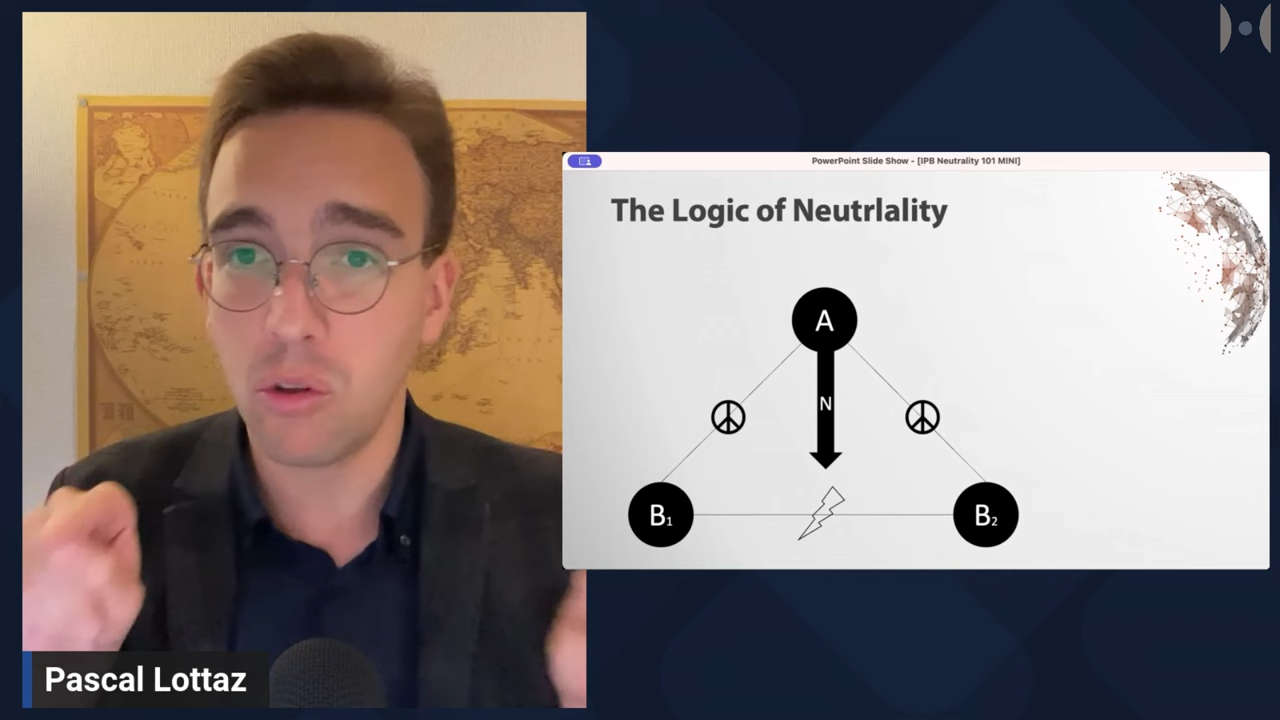 PowerPoint Slide Show - [IPB Neutrality 101 MINI]
The Logic of Neutrlality
A
N
B1
B2
Pascal Lottaz